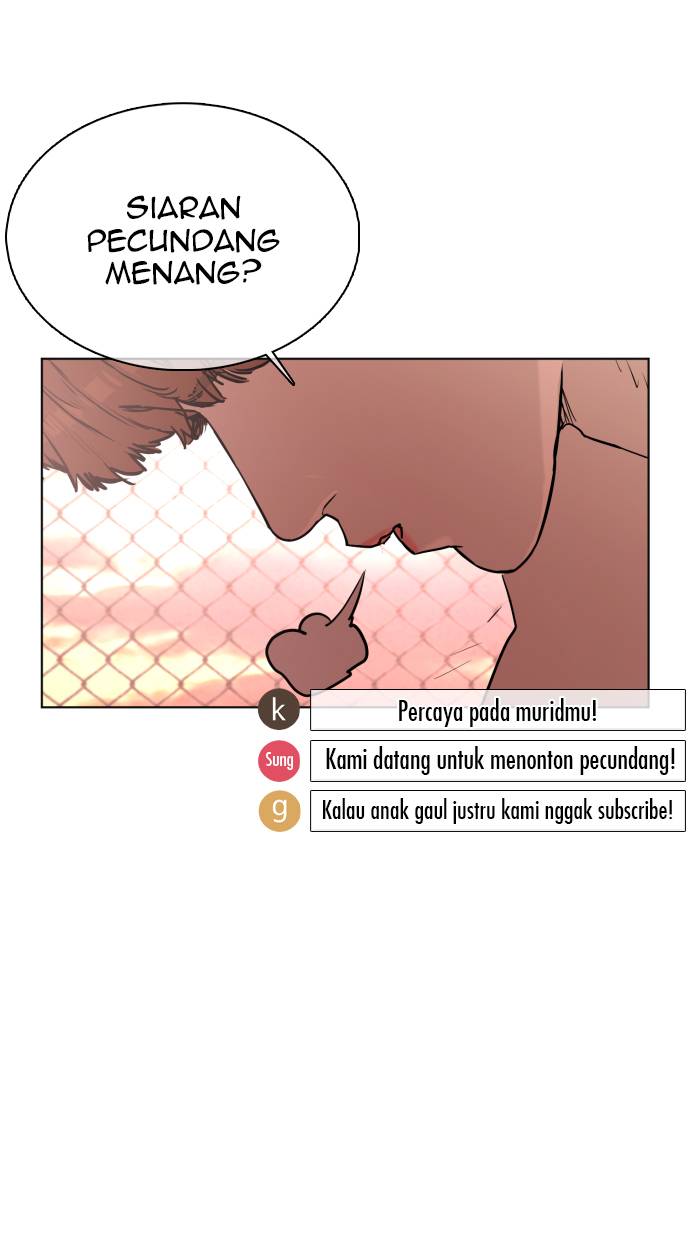 SIARAN
PECUNDANG
MENANG?
k
Percaya pada muridmu!
Sung
Kami datang untuk menonton pecundang!
g
Kalau anak gaul justru kami nggak subscribe!